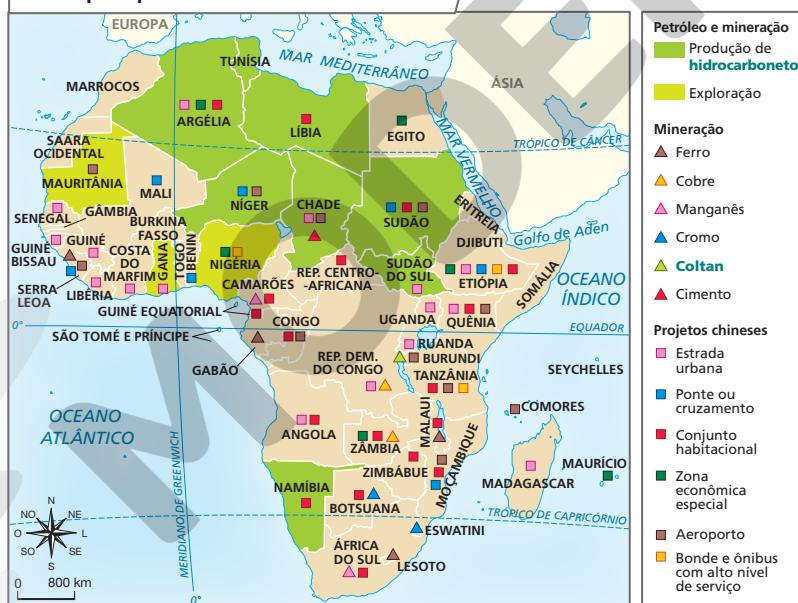 EUROPA
MAR MEDITERRÂNEO
ÁSIA
TUNÍSIA
MARROCOS
ARGÉLIA
LÍBIA
EGITO
MAR VERMELHO
TRÓPICO DE CÂNCER
SAARA
OCIDENTAL
MAURITÂNIA
MALI
NÍGER
CHADE
SUDÃO
ERITREIA
Golfo de Áden
DJIBUTI
SENEGAL
GÂMBIA
BURKINA
FASSO
GUINÉ
BISSAU
GUINÉ
COSTA
DO
MARFIM
GANA
TOGO
BENIN
NIGÉRIA
SERRA
LEOA
LIBÉRIA
CAMARÕES
REP. CENTRO-
-AFRICANA
SUDÃO
DO SUL
ETIÓPIA
SOMÁLIA
OCEANO
ÍNDICO
GUINÉ EQUATORIAL
SÃO TOMÉ E PRÍNCIPE
0°
EQUADOR
CONGO
GABÃO
UGANDA
QUÊNIA
RUANDA
BURUNDI
REP. DEM.
DO CONGO
TANZÂNIA
SEYCHELLES
OCEANO
ATLÂNTICO
COMORES
ANGOLA
ZÂMBIA
MALAUI
MOÇAMBIQUE
ZIMBÁBUE
MADAGASCAR
MAURÍCIO
NAMÍBIA
BOTSUANA
TRÓPICO DE CAPRICÓRNIO
ESWATINI
ÁFRICA
DO SUL
LESOTO
MERIDIANO DE GREENWICH
0°
N
NO
NE
O
L
SO
SE
S
0
800 km
MODE
Petróleo e mineração
Produção de
hidrocarboneto
Exploração
Mineração
Ferro
Cobre
Manganês
Cromo
Coltan
Cimento
Projetos chineses
Estrada
urbana
Ponte ou
cruzamento
Conjunto
habitacional
Zona
econômica
especial
Aeroporto
Bonde e ônibus
com alto nível
de serviço